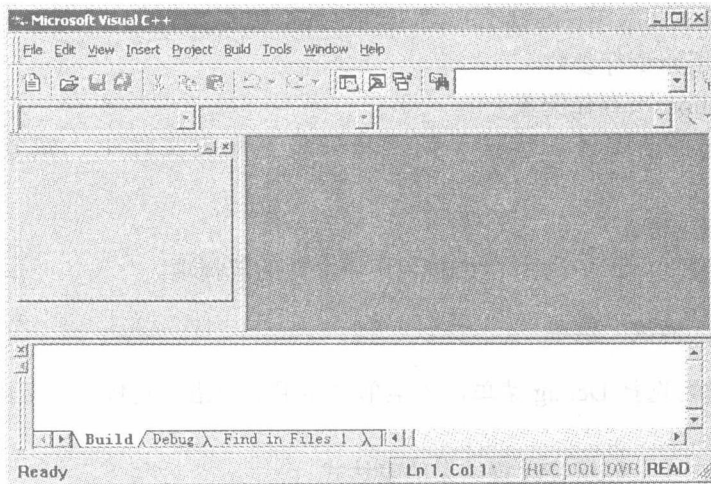 Microsoft Visual C++
File Edit View Insert Project Build Tools Window Help
Build Debug Find in Files 1
Ready Ln 1, Col 1 REC COL OVR READ